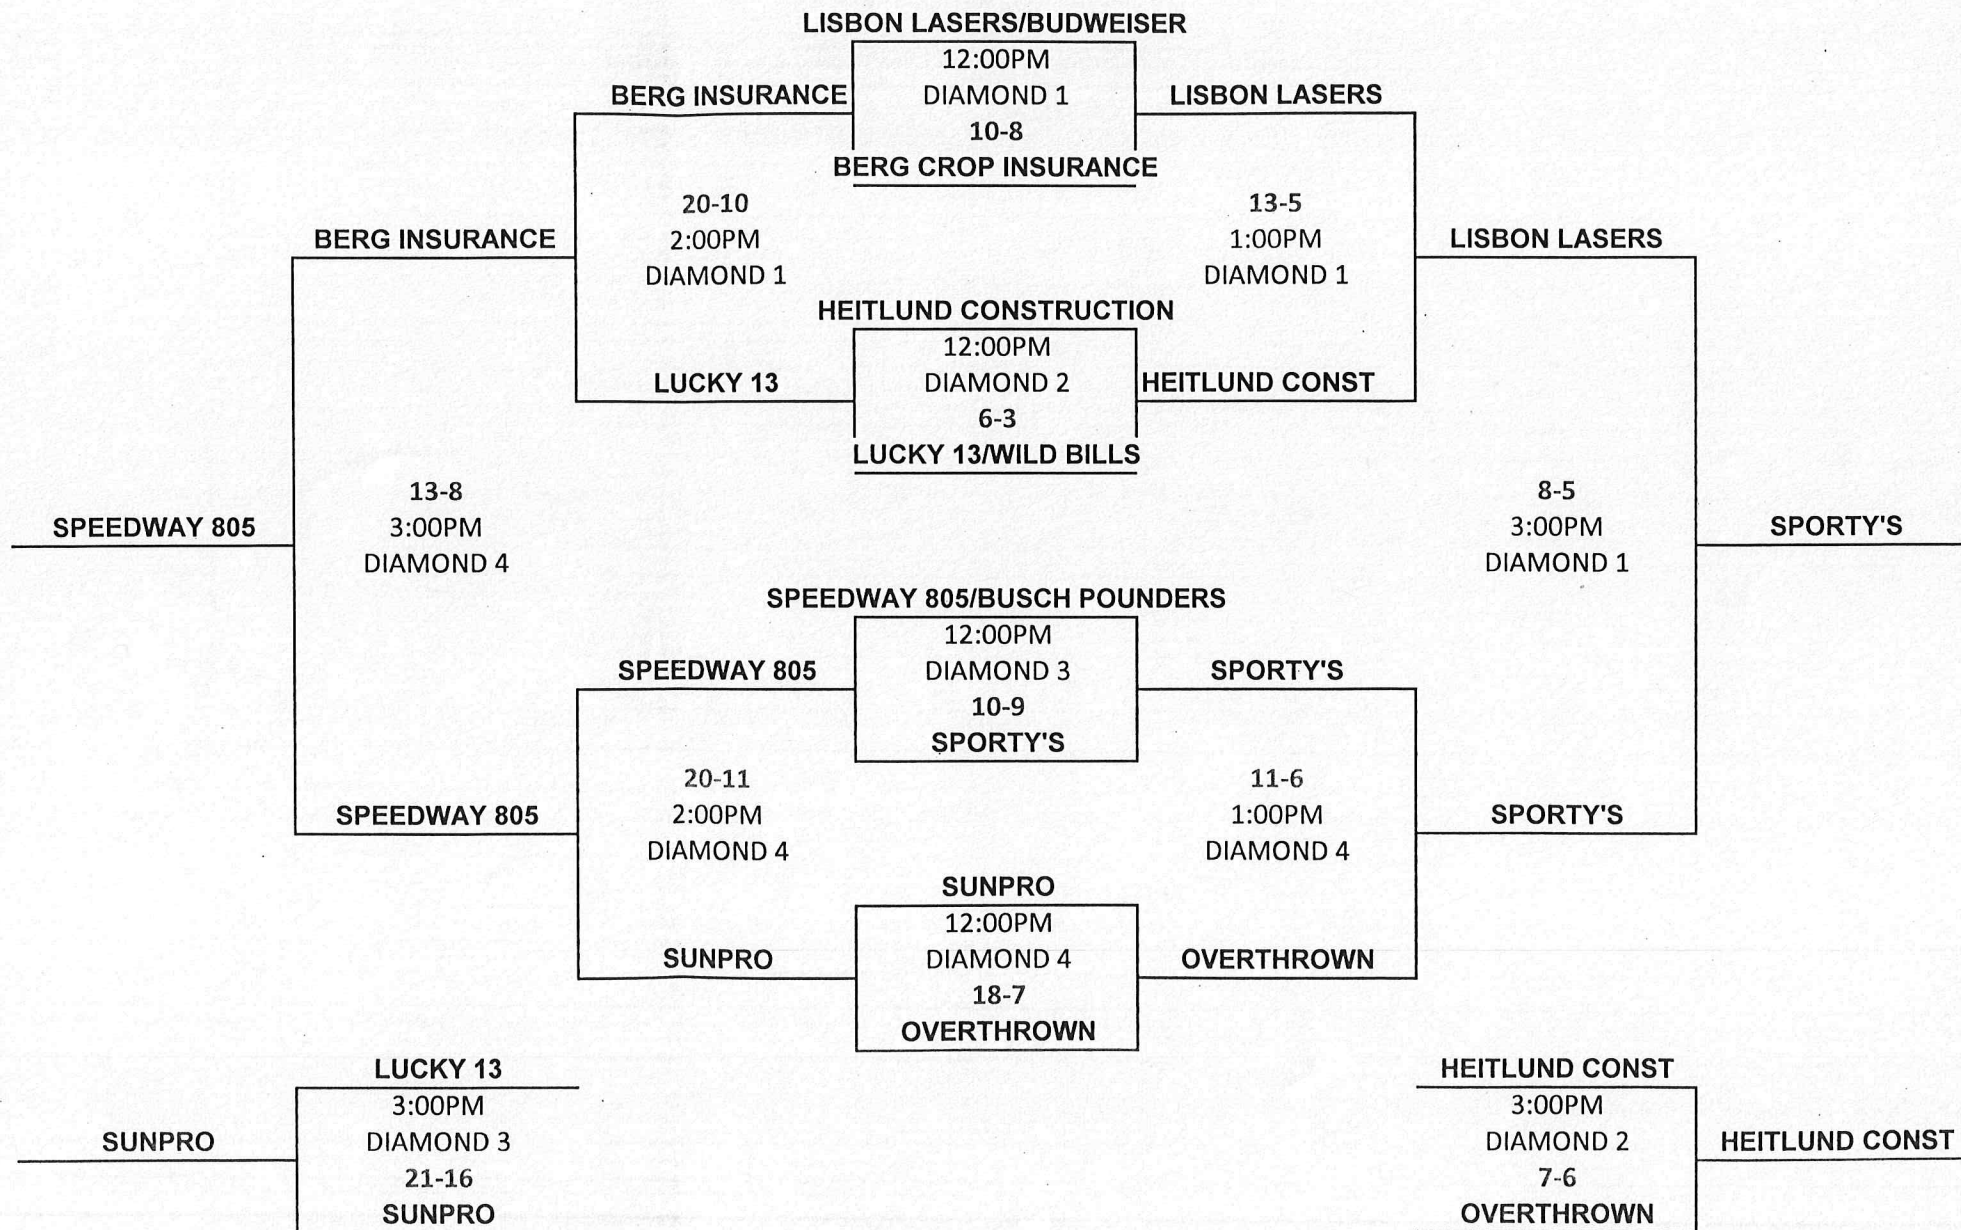 LISBON LASERS/BUDWEISER
12:00PM
BERG INSURANCE DIAMOND 1 LISBON LASERS
10-8
BERG CROP INSURANCE
20-10 13-5
BERG INSURANCE 2:00PM 1:00PM LISBON LASERS
DIAMOND 1 DIAMOND 1
HEITLUND CONSTRUCTION
12:00PM
LUCKY 13 DIAMOND 2 HEITLUND CONST
6-3
LUCKY 13/WILD BILLS
13-8 8-5
SPEEDWAY 805 3:00PM 3:00PM SPORTY'S
DIAMOND 4 DIAMOND 1
SPEEDWAY 805/BUSCH POUNDERS
12:00PM
SPEEDWAY 805 DIAMOND 3 SPORTY'S
10-9
SPORTY'S
20-11 11-6
SPEEDWAY 805 2:00PM 1:00PM SPORTY'S
DIAMOND 4 DIAMOND 4
SUNPRO
12:00PM
SUNPRO DIAMOND 4 OVERTHROWN
18-7
OVERTHROWN
LUCKY 13 HEITLUND CONST
3:00PM 3:00PM
SUNPRO DIAMOND 3 DIAMOND 2 HEITLUND CONST
21-16 7-6
SUNPRO OVERTHROWN